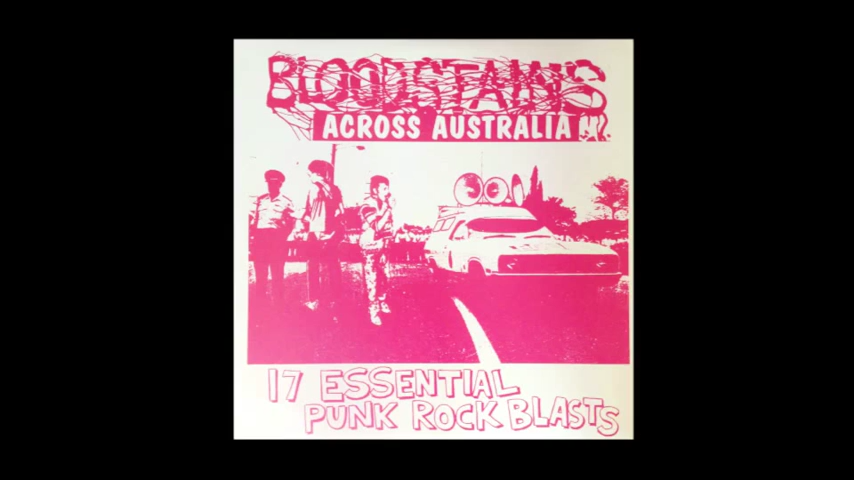 BLOODSTAINS
ACROSS AUSTRALIA
17 ESSENTIAL
PUNK ROCK BLASTS